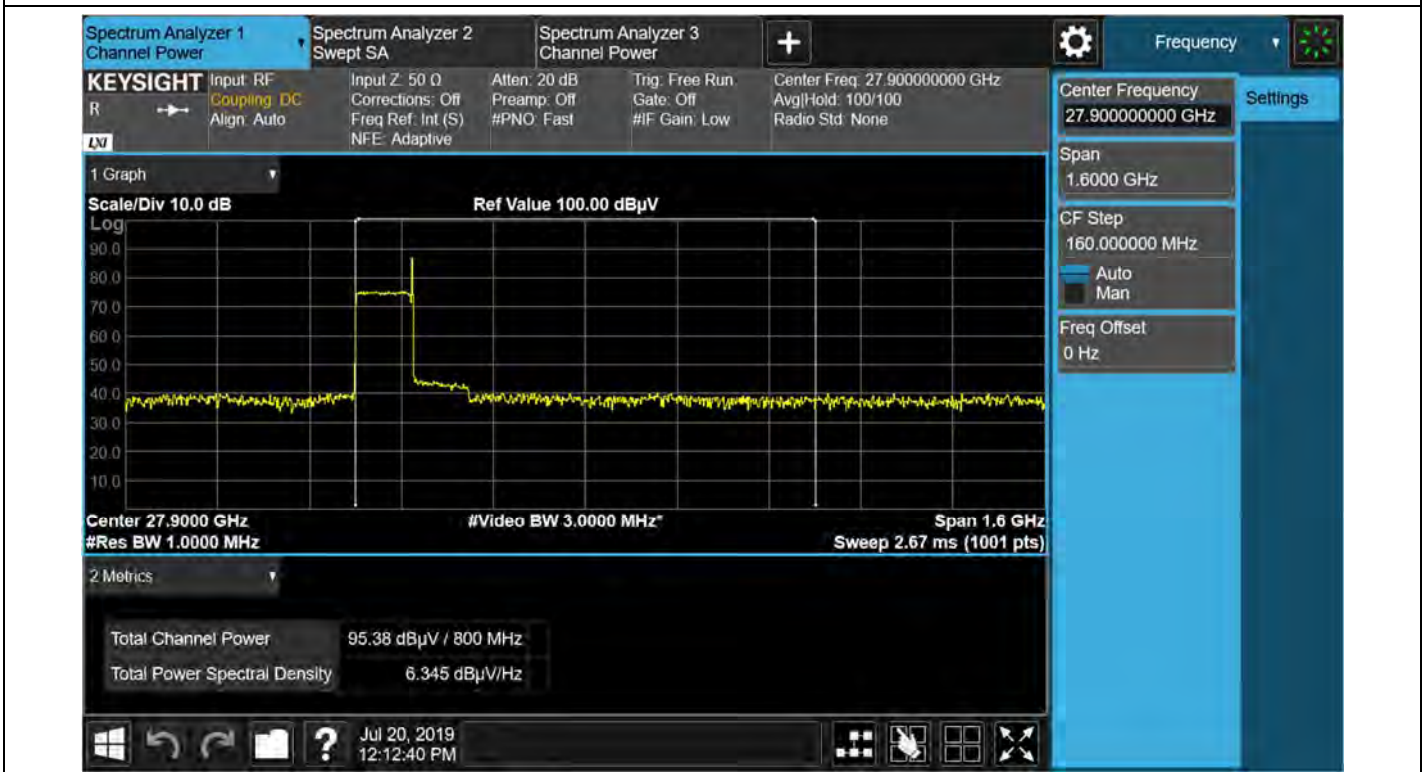 Spectrum Analyzer 1
Channel Power
Spectrum Analyzer 2
Swept SA
Spectrum Analyzer 3
Channel Power
+
Frequency
KEYSIGHT
R
LXI
Input: RF
Coupling: DC
Align: Auto
Input Z: 50 Ω
Corrections: Off
Freq Ref: Int (S)
NFE: Adaptive
Atten: 20 dB
Preamp: Off
#PNO: Fast
Trig: Free Run
Gate: Off
#IF Gain: Low
Center Freq: 27.900000000 GHz
Avg|Hold: 100/100
Radio Std: None
Center Frequency
27.900000000 GHz
Settings
Span
1.6000 GHz
CF Step
160.000000 MHz
Auto
Man
Freq Offset
0 Hz
1 Graph
Scale/Div 10.0 dB
Ref Value 100.00 dBµV
Log
90.0
80.0
70.0
60.0
50.0
40.0
30.0
20.0
10.0
Center 27.9000 GHz
#Video BW 3.0000 MHz*
Span 1.6 GHz
#Res BW 1.0000 MHz
Sweep 2.67 ms (1001 pts)
2 Metrics
Total Channel Power 95.38 dBµV / 800 MHz
Total Power Spectral Density 6.345 dBµV/Hz
?
Jul 20, 2019
12:12:40 PM